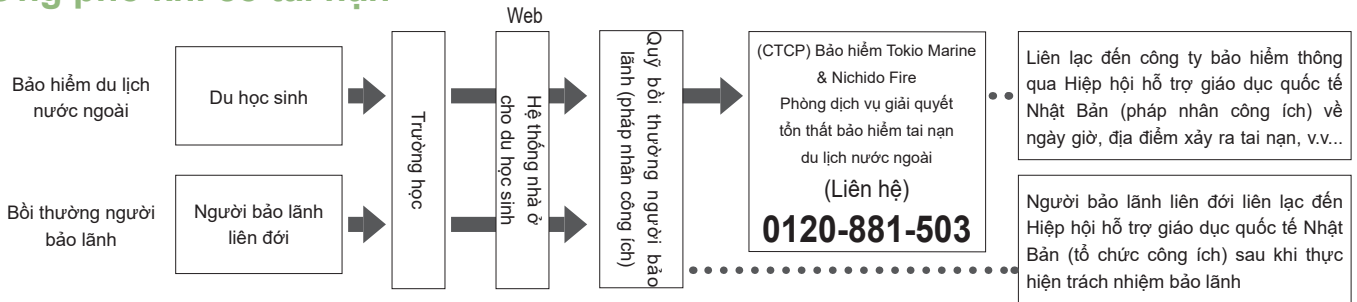 Web
Bảo hiểm du lịch
nước ngoài
Du học sinh
Bồi thường người
bảo lãnh
Người bảo lãnh
liên đới
Trường học
Hệ thống nhà ở
cho du học sinh
Quỹ bồi thường người bảo
lãnh (pháp nhân công ích)
(CTCP) Bảo hiểm Tokio Marine
& Nichido Fire
Phòng dịch vụ giải quyết
tổn thất bảo hiểm tai nạn
du lịch nước ngoài
(Liên hệ)
0120-881-503
Liên lạc đến công ty bảo hiểm thông
qua Hiệp hội hỗ trợ giáo dục quốc tế
Nhật Bản (pháp nhân công ích) về
ngày giờ, địa điểm xảy ra tai nạn, v.v...
Người bảo lãnh liên đới liên lạc đến
Hiệp hội hỗ trợ giáo dục quốc tế Nhật
Bản (tổ chức công ích) sau khi thực
hiện trách nhiệm bảo lãnh